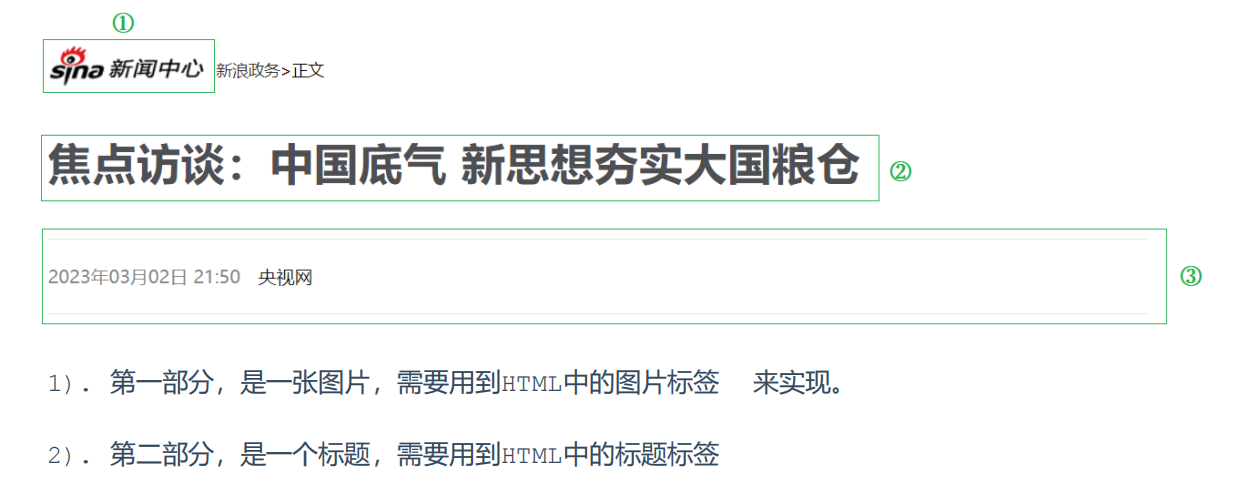 ①
sina 新闻中心 新浪政务>正文
焦点访谈：中国底气 新思想夯实大国粮仓 ②
2023年03月02日 21:50 央视网 ③
1). 第一部分，是一张图片，需要用到HTML中的图片标签 来实现。
2). 第二部分，是一个标题，需要用到HTML中的标题标签